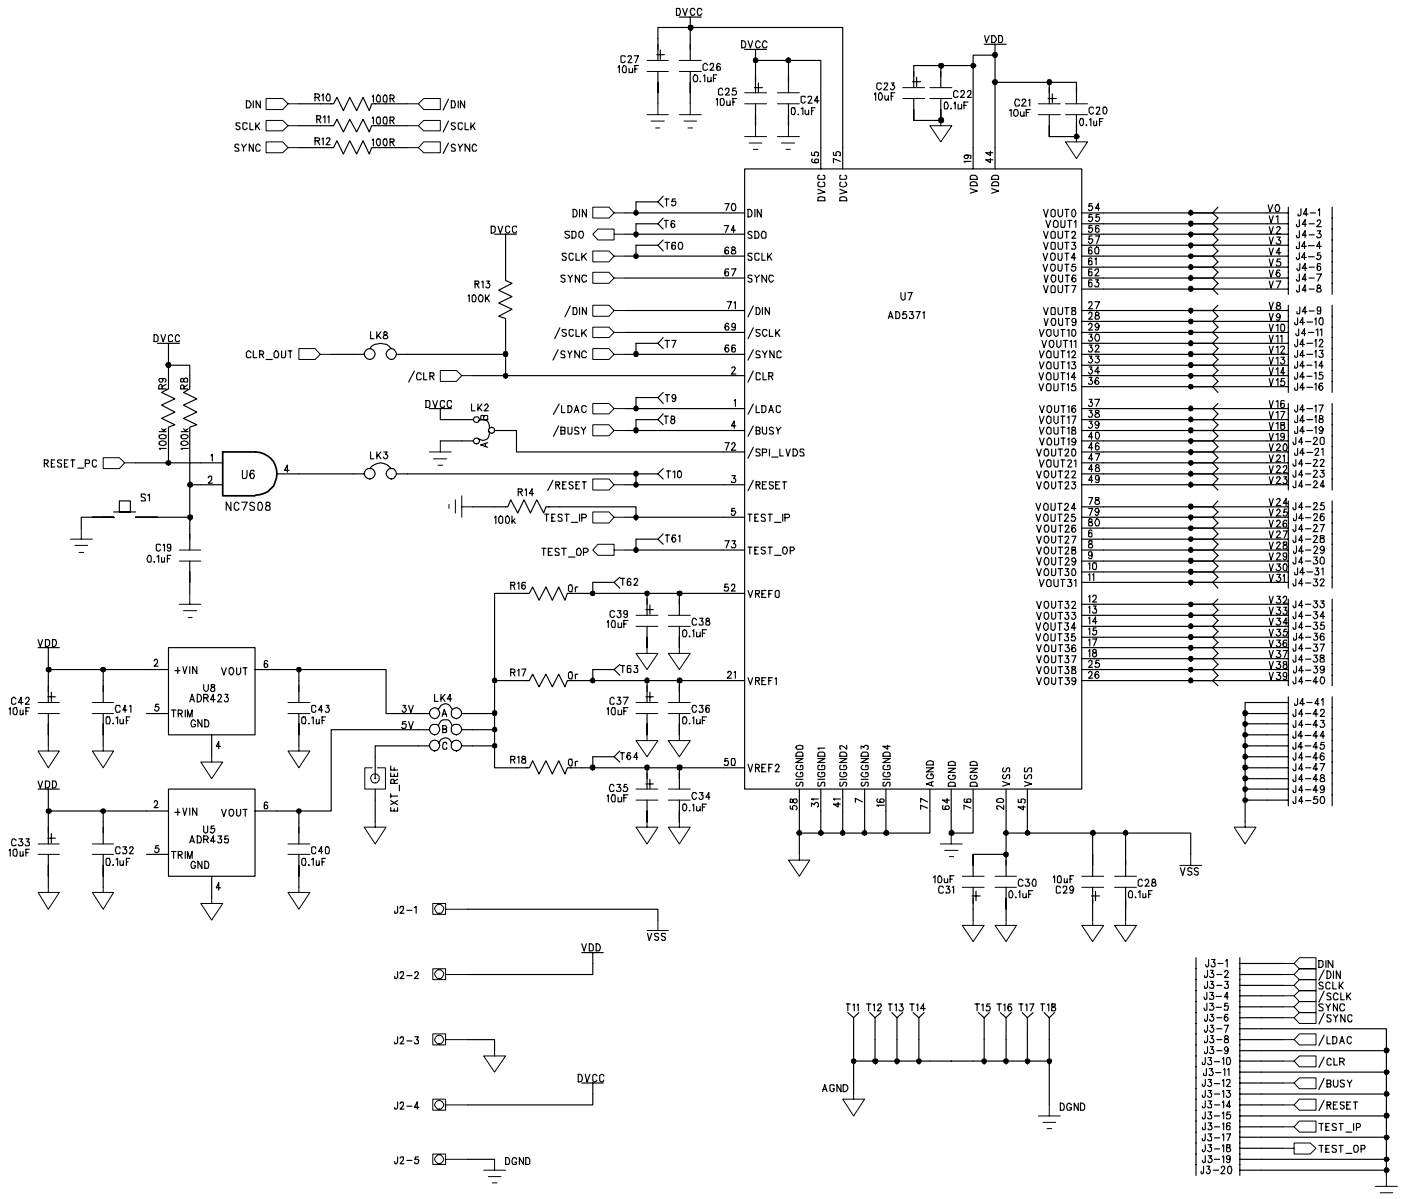 DVCC
C27
10uF
C26
0.1uF
DVCC
C25
10uF
C24
0.1uF
VDD
C23
10uF
C22
0.1uF
C21
10uF
C20
0.1uF
DIN R10 100R /DIN
SCLK R11 100R /SCLK
SYNC R12 100R /SYNC
65 75 19 44
DVCC DVCC VDD VDD
U7
AD5371
DIN T5 70 DIN
SDO T6 74 SDO
SCLK T60 68 SCLK
SYNC 67 SYNC
/DIN 71 /DIN
/SCLK 69 /SCLK
/SYNC T7 66 /SYNC
DVCC
R13
100K
CLR_OUT LK8
/CLR 2 /CLR
/LDAC T9 1 /LDAC
/BUSY T8 4 /BUSY
DVCC LK2 B A 72 /SPI_LVDS
DVCC
R9 R8
100k 100k
RESET_PC 1 U6 4 LK3
2
NC7S08
/RESET T10 3 /RESET
S1
C19
0.1uF
R14
100k
TEST_IP 5 TEST_IP
TEST_OP T61 73 TEST_OP
R16 0r T62 52 VREF0
C39
10uF
C38
0.1uF
R17 0r T63 21 VREF1
C37
10uF
C36
0.1uF
R18 0r T64 50 VREF2
C35
10uF
C34
0.1uF
VDD
C42
10uF
C41
0.1uF
2 +VIN VOUT 6
U8
ADR423
5 TRIM
GND
4
C43
0.1uF
LK4
3V A
5V B
C
EXT_REF
VDD
C33
10uF
C32
0.1uF
2 +VIN VOUT 6
U5
ADR435
5 TRIM
GND
4
C40
0.1uF
VOUT0 54 V0 J4-1
VOUT1 55 V1 J4-2
VOUT2 56 V2 J4-3
VOUT3 57 V3 J4-4
VOUT4 60 V4 J4-5
VOUT5 61 V5 J4-6
VOUT6 62 V6 J4-7
VOUT7 63 V7 J4-8
VOUT8 27 V8 J4-9
VOUT9 28 V9 J4-10
VOUT10 29 V10 J4-11
VOUT11 30 V11 J4-12
VOUT12 32 V12 J4-13
VOUT13 33 V13 J4-14
VOUT14 34 V14 J4-15
VOUT15 36 V15 J4-16
VOUT16 37 V16 J4-17
VOUT17 38 V17 J4-18
VOUT18 39 V18 J4-19
VOUT19 40 V19 J4-20
VOUT20 46 V20 J4-21
VOUT21 47 V21 J4-22
VOUT22 48 V22 J4-23
VOUT23 49 V23 J4-24
VOUT24 78 V24 J4-25
VOUT25 79 V25 J4-26
VOUT26 80 V26 J4-27
VOUT27 6 V27 J4-28
VOUT28 8 V28 J4-29
VOUT29 9 V29 J4-30
VOUT30 10 V30 J4-31
VOUT31 11 V31 J4-32
VOUT32 12 V32 J4-33
VOUT33 13 V33 J4-34
VOUT34 14 V34 J4-35
VOUT35 15 V35 J4-36
VOUT36 17 V36 J4-37
VOUT37 18 V37 J4-38
VOUT38 25 V38 J4-39
VOUT39 26 V39 J4-40
J4-41
J4-42
J4-43
J4-44
J4-45
J4-46
J4-47
J4-48
J4-49
J4-50
SIGGND0 SIGGND1 SIGGND2 SIGGND3 SIGGND4 AGND DGND DGND VSS VSS
58 31 41 7 16 77 64 76 20 45
10uF
C31
C30
0.1uF
10uF
C29
C28
0.1uF
VSS
J2-1
VSS
J2-2
VDD
J2-3
J2-4
DVCC
J2-5
DGND
T11 T12 T13 T14 T15 T16 T17 T18
AGND
DGND
J3-1 DIN
J3-2 /DIN
J3-3 SCLK
J3-4 /SCLK
J3-5 SYNC
J3-6 /SYNC
J3-7
J3-8 /LDAC
J3-9
J3-10 /CLR
J3-11
J3-12 /BUSY
J3-13
J3-14 /RESET
J3-15
J3-16 TEST_IP
J3-17
J3-18 TEST_OP
J3-19
J3-20